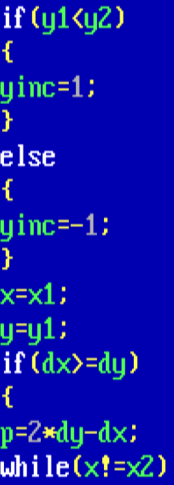 if(y1<y2)
{
yinc=1;
}
else
{
yinc=-1;
}
x=x1;
y=y1;
if(dx>=dy)
{
p=2*dy-dx;
while(x!=x2)